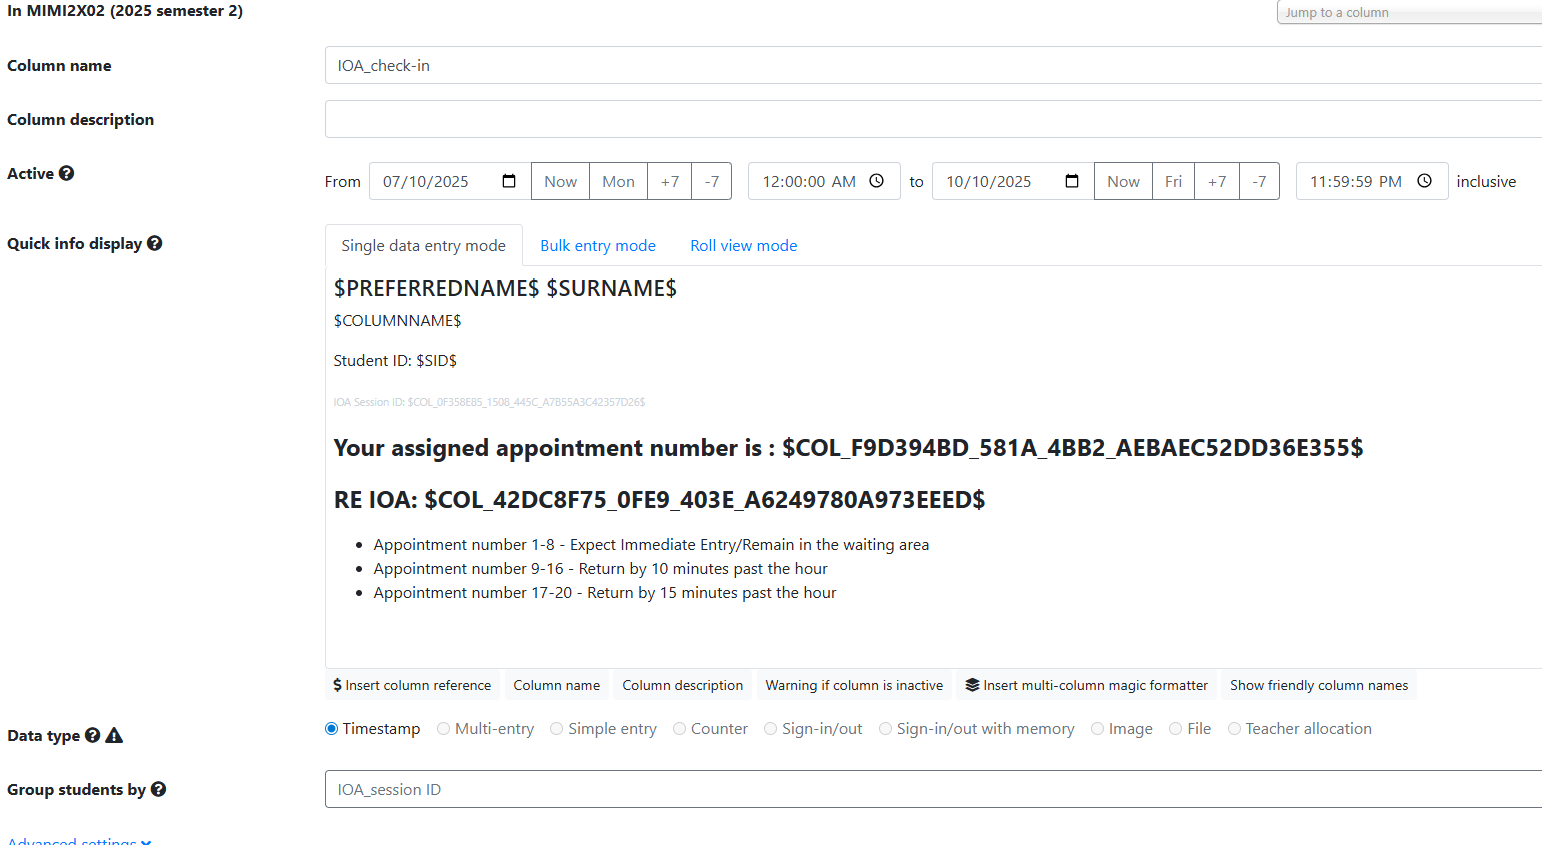 In MIMI2X02 (2025 semester 2)
Jump to a column
Column name
IOA_check-in
Column description
Active
From 07/10/2025 Now Mon +7 -7 12:00:00 AM to 10/10/2025 Now Fri +7 -7 11:59:59 PM inclusive
Quick info display
Single data entry mode Bulk entry mode Roll view mode
$PREFERREDNAME$ $SURNAME$
$COLUMNNAME$
Student ID: $SID$
IOA Session ID: $COL_0F358E85_1508_445C_A7B55A3C42357D26$
Your assigned appointment number is : $COL_F9D394BD_581A_4BB2_AEBAEC52DD36E355$
RE IOA: $COL_42DC8F75_0FE9_403E_A6249780A973EEED$
• Appointment number 1-8 - Expect Immediate Entry/Remain in the waiting area
• Appointment number 9-16 - Return by 10 minutes past the hour
• Appointment number 17-20 - Return by 15 minutes past the hour
$ Insert column reference Column name Column description Warning if column is inactive Insert multi-column magic formatter Show friendly column names
Data type
Timestamp Multi-entry Simple entry Counter Sign-in/out Sign-in/out with memory Image File Teacher allocation
Group students by
IOA_session ID
Advanced settings